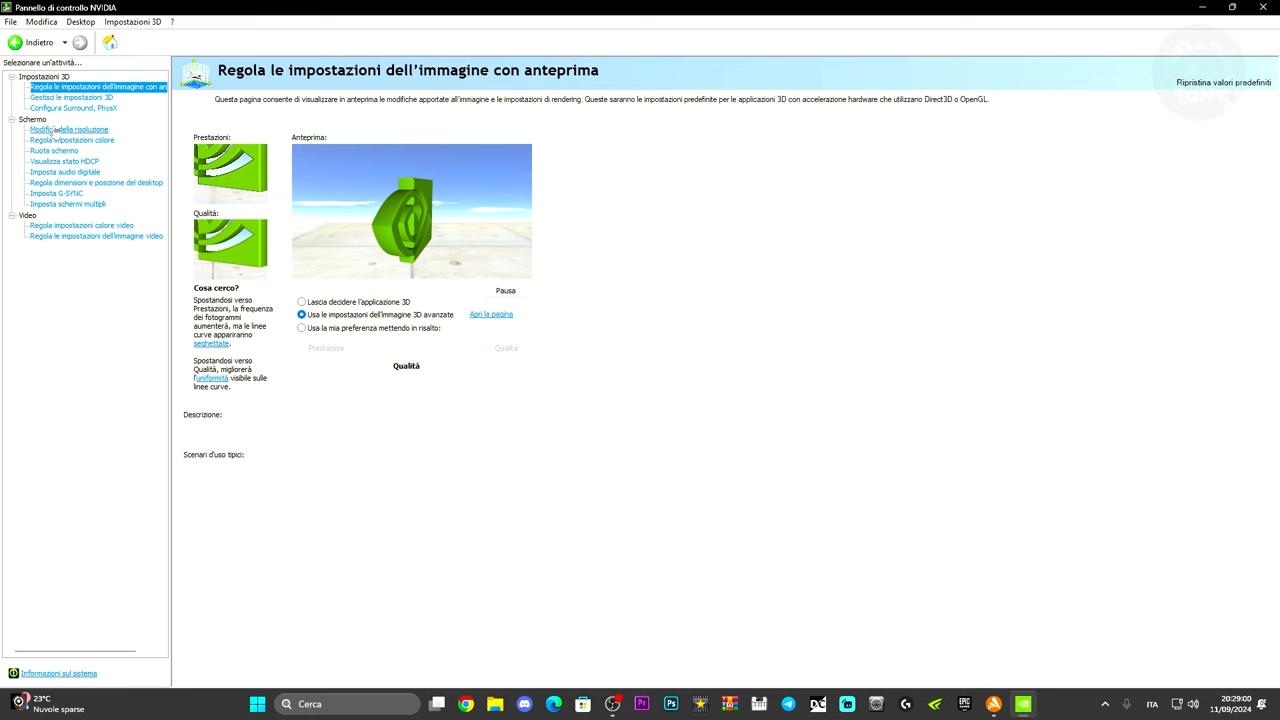 Pannello di controllo NVIDIA
File Modifica Desktop Impostazioni 3D ?
Indietro
Selezionare un'attività...
Impostazioni 3D
Regola le impostazioni dell'immagine con an
Gestisci le impostazioni 3D
Configura Surround, PhysX
Schermo
Modifica della risoluzione
Regola impostazioni colore
Ruota schermo
Visualizza stato HDCP
Imposta audio digitale
Regola dimensioni e posizione del desktop
Imposta G-SYNC
Imposta schermi multipli
Video
Regola impostazioni colore video
Regola le impostazioni dell'immagine video
Informazioni sul sistema
Regola le impostazioni dell'immagine con anteprima
Ripristina valori predefiniti
Questa pagina consente di visualizzare in anteprima le modifiche apportate all'immagine e le impostazioni di rendering. Queste saranno le impostazioni predefinite per le applicazioni 3D con accelerazione hardware che utilizzano Direct3D o OpenGL.
Prestazioni:
Qualità:
Cosa cerco?
Spostandosi verso
Prestazioni, la frequenza
dei fotogrammi
aumenterà, ma le linee
curve appariranno
seghettate.
Spostandosi verso
Qualità, migliorerà
l'uniformità visibile sulle
linee curve.
Anteprima:
Pausa
Lascia decidere l'applicazione 3D
Usa le impostazioni dell'immagine 3D avanzate Apri la pagina
Usa la mia preferenza mettendo in risalto:
Prestazioni Qualità
Qualità
Descrizione:
Scenari d'uso tipici:
23°C
Nuvole sparse
Cerca
Pr
Ps
DC
EPIC
ITA
20:29:00
11/09/2024